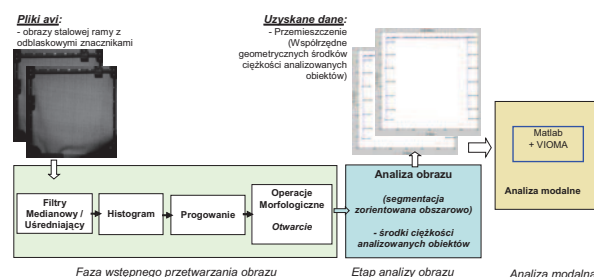 Pliki avi:
- obrazy stalowej ramy z
odblaskowymi znacznikami
Uzyskane dane:
- Przemieszczenie
(Współrzędne
geometrycznych środków
ciężkości analizowanych
obiektów)
Filtry
Medianowy /
Uśredniający
Histogram
Progowanie
Operacje
Morfologiczne
Otwarcie
Analiza obrazu
(segmentacja
zorientowana obszarowo)
- środki ciężkości
analizowanych obiektów
Matlab
+ VIOMA
Analiza modalne
Faza wstępnego przetwarzania obrazu
Etap analizy obrazu
Analiza modalna